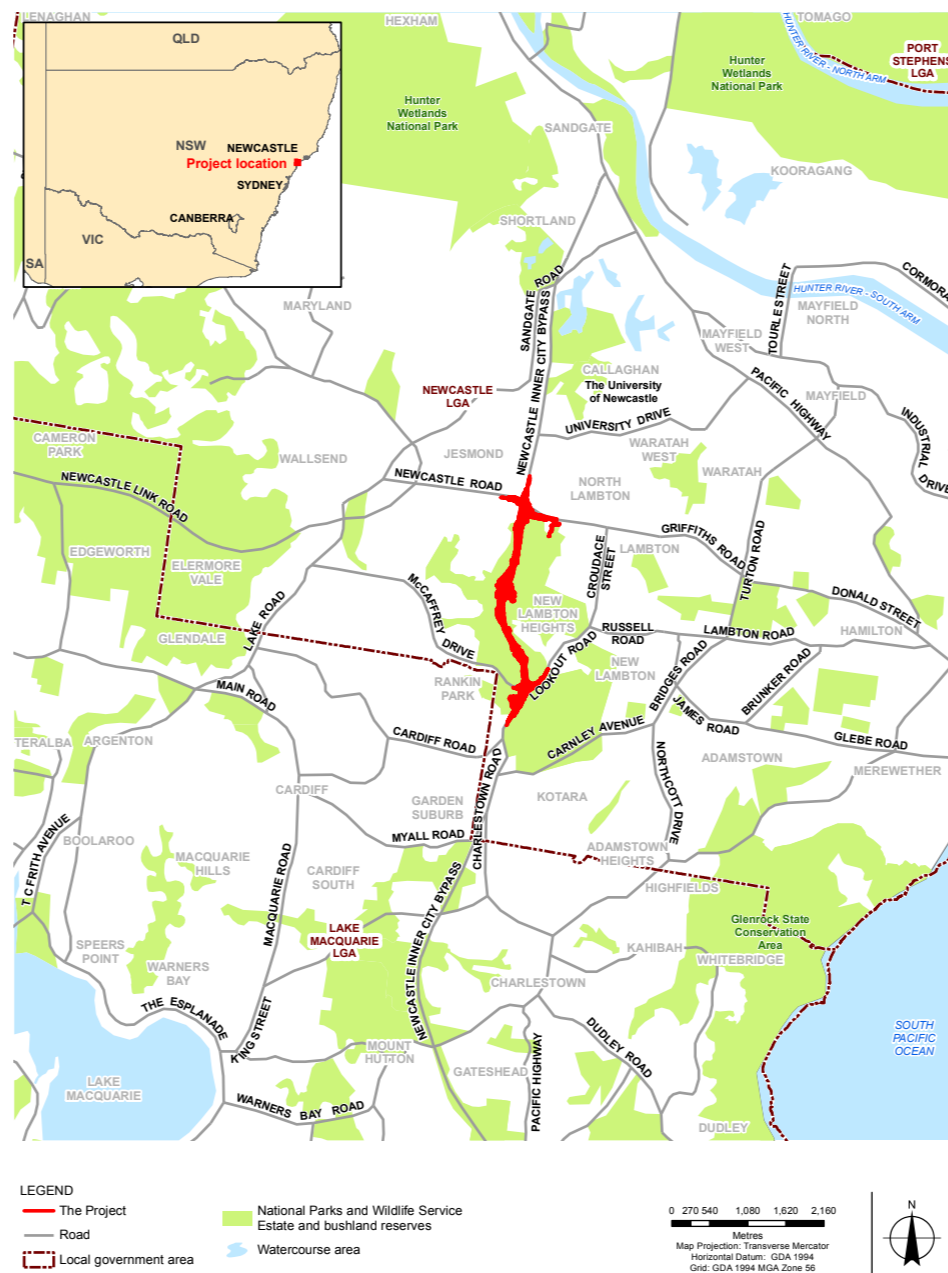 LENAGHAN
HEXHAM
TOMAGO
HUNTER RIVER - NORTH ARM
PORT
STEPHENS
LGA
QLD
NSW
NEWCASTLE
Project location
SYDNEY
CANBERRA
VIC
SA
Hunter
Wetlands
National Park
Hunter
Wetlands
National Park
SANDGATE
KOORAGANG
SHORTLAND
SANDGATE ROAD
NEWCASTLE INNER CITY BYPASS
MARYLAND
TOURLE STREET
CORMORA
HUNTER RIVER - SOUTH ARM
MAYFIELD
NORTH
MAYFIELD
WEST
CALLAGHAN
The University
of Newcastle
NEWCASTLE
LGA
PACIFIC HIGHWAY
MAYFIELD
INDUSTRIAL
DRIVE
UNIVERSITY DRIVE
CAMERON
PARK
WALLSEND
JESMOND
WARATAH
WEST
WARATAH
NEWCASTLE LINK ROAD
NEWCASTLE ROAD
NORTH
LAMBTON
GRIFFITHS ROAD
TURTON ROAD
EDGEWORTH
ELERMORE
VALE
CROUDACE
STREET
LAMBTON
McCAFFREY DRIVE
DONALD STREET
GLENDALE
LAKE ROAD
NEW
LAMBTON
HEIGHTS
RUSSELL
ROAD
LAMBTON ROAD
HAMILTON
LOOKOUT ROAD
NEW
LAMBTON
BRIDGES ROAD
BRUNKER ROAD
RANKIN
PARK
MAIN ROAD
CARNLEY AVENUE
JAMES
ROAD
GLEBE ROAD
TERALBA
ARGENTON
CARDIFF ROAD
ADAMSTOWN
MEREWETHER
CARDIFF
CHARLESTOWN ROAD
KOTARA
NORTHCOTT DRIVE
GARDEN
SUBURB
MYALL ROAD
T C FRITH AVENUE
BOOLAROO
MACQUARIE
HILLS
MACQUARIE ROAD
CARDIFF
SOUTH
ADAMSTOWN
HEIGHTS
HIGHFIELDS
NEWCASTLE INNER CITY BYPASS
LAKE
MACQUARIE
LGA
Glenrock State
Conservation
Area
SPEERS
POINT
WARNERS
BAY
KAHIBAH
WHITEBRIDGE
CHARLESTOWN
THE ESPLANADE
KING STREET
MOUNT
HUTTON
GATESHEAD
PACIFIC HIGHWAY
DUDLEY ROAD
SOUTH
PACIFIC
OCEAN
LAKE
MACQUARIE
WARNERS BAY ROAD
DUDLEY
LEGEND
The Project
Road
Local government area
National Parks and Wildlife Service
Estate and bushland reserves
Watercourse area
0 270 540 1,080 1,620 2,160
Metres
Map Projection: Transverse Mercator
Horizontal Datum: GDA 1994
Grid: GDA 1994 MGA Zone 56
N